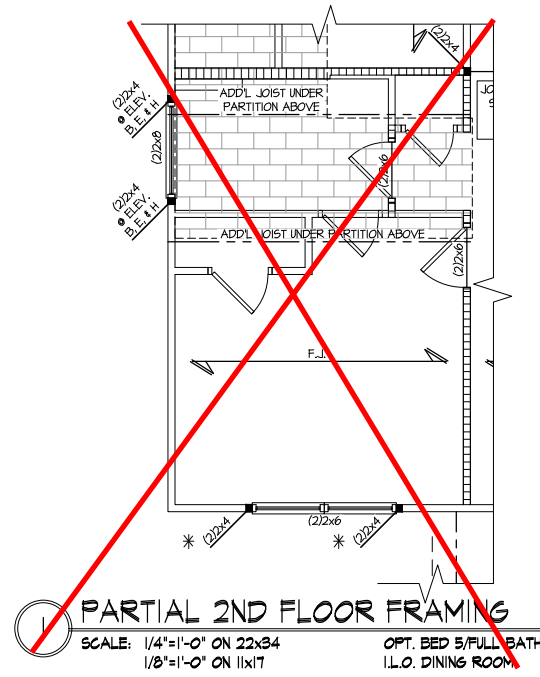 (2)2x4
ADD'L JOIST UNDER
PARTITION ABOVE
(2)2x4
@ ELEV.
B, E, & H
(2)2x8
(2)2x6
(2)2x4
@ ELEV.
B, E, & H
ADD'L JOIST UNDER PARTITION ABOVE
(2)2x6
F.J.
(2)2x4
(2)2x6
(2)2x4
1
PARTIAL 2ND FLOOR FRAMING
SCALE: 1/4"=1'-0" ON 22x34
1/8"=1'-0" ON 11x17
OPT. BED 5/FULL BATH
I.L.O. DINING ROOM